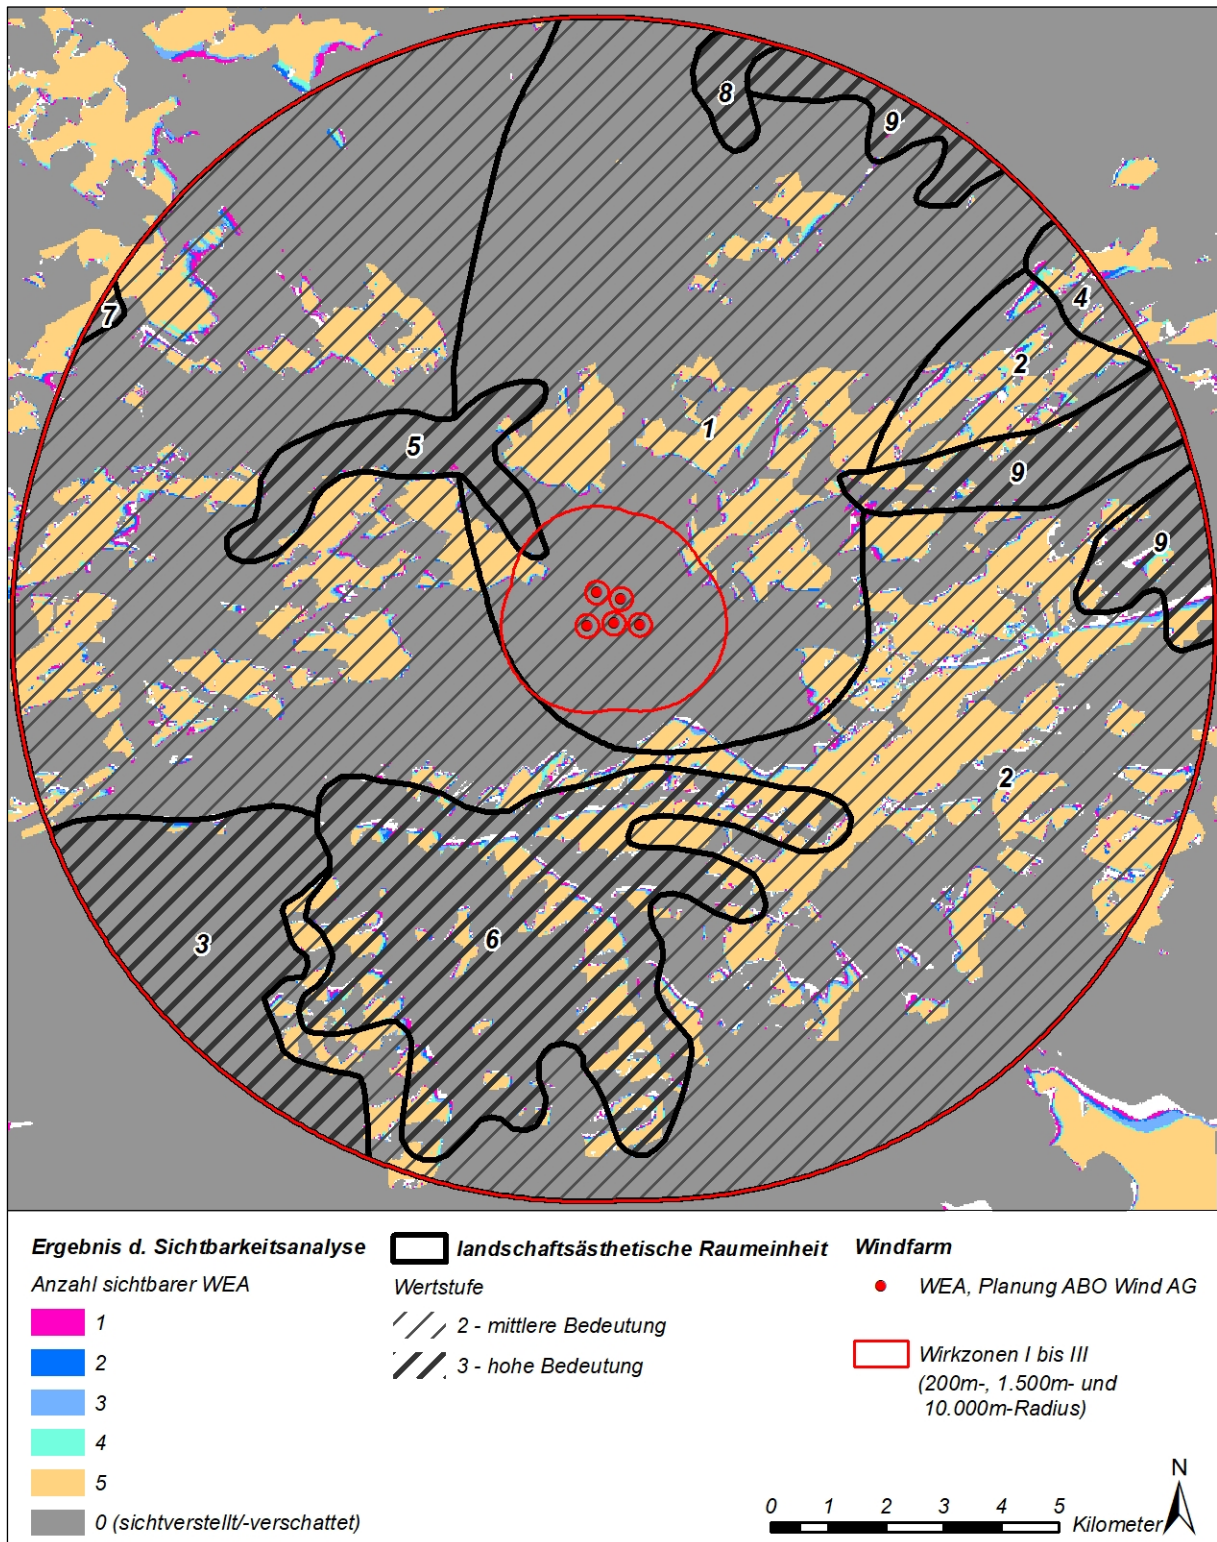 8
9
7
4
2
1
5
9
9
2
3
6
Ergebnis d. Sichtbarkeitsanalyse
Anzahl sichtbarer WEA
1
2
3
4
5
0 (sichtverstellt/-verschattet)
landschaftsästhetische Raumeinheit
Wertstufe
2 - mittlere Bedeutung
3 - hohe Bedeutung
Windfarm
WEA, Planung ABO Wind AG
Wirkzonen I bis III
(200m-, 1.500m- und
10.000m-Radius)
N
0 1 2 3 4 5
Kilometer